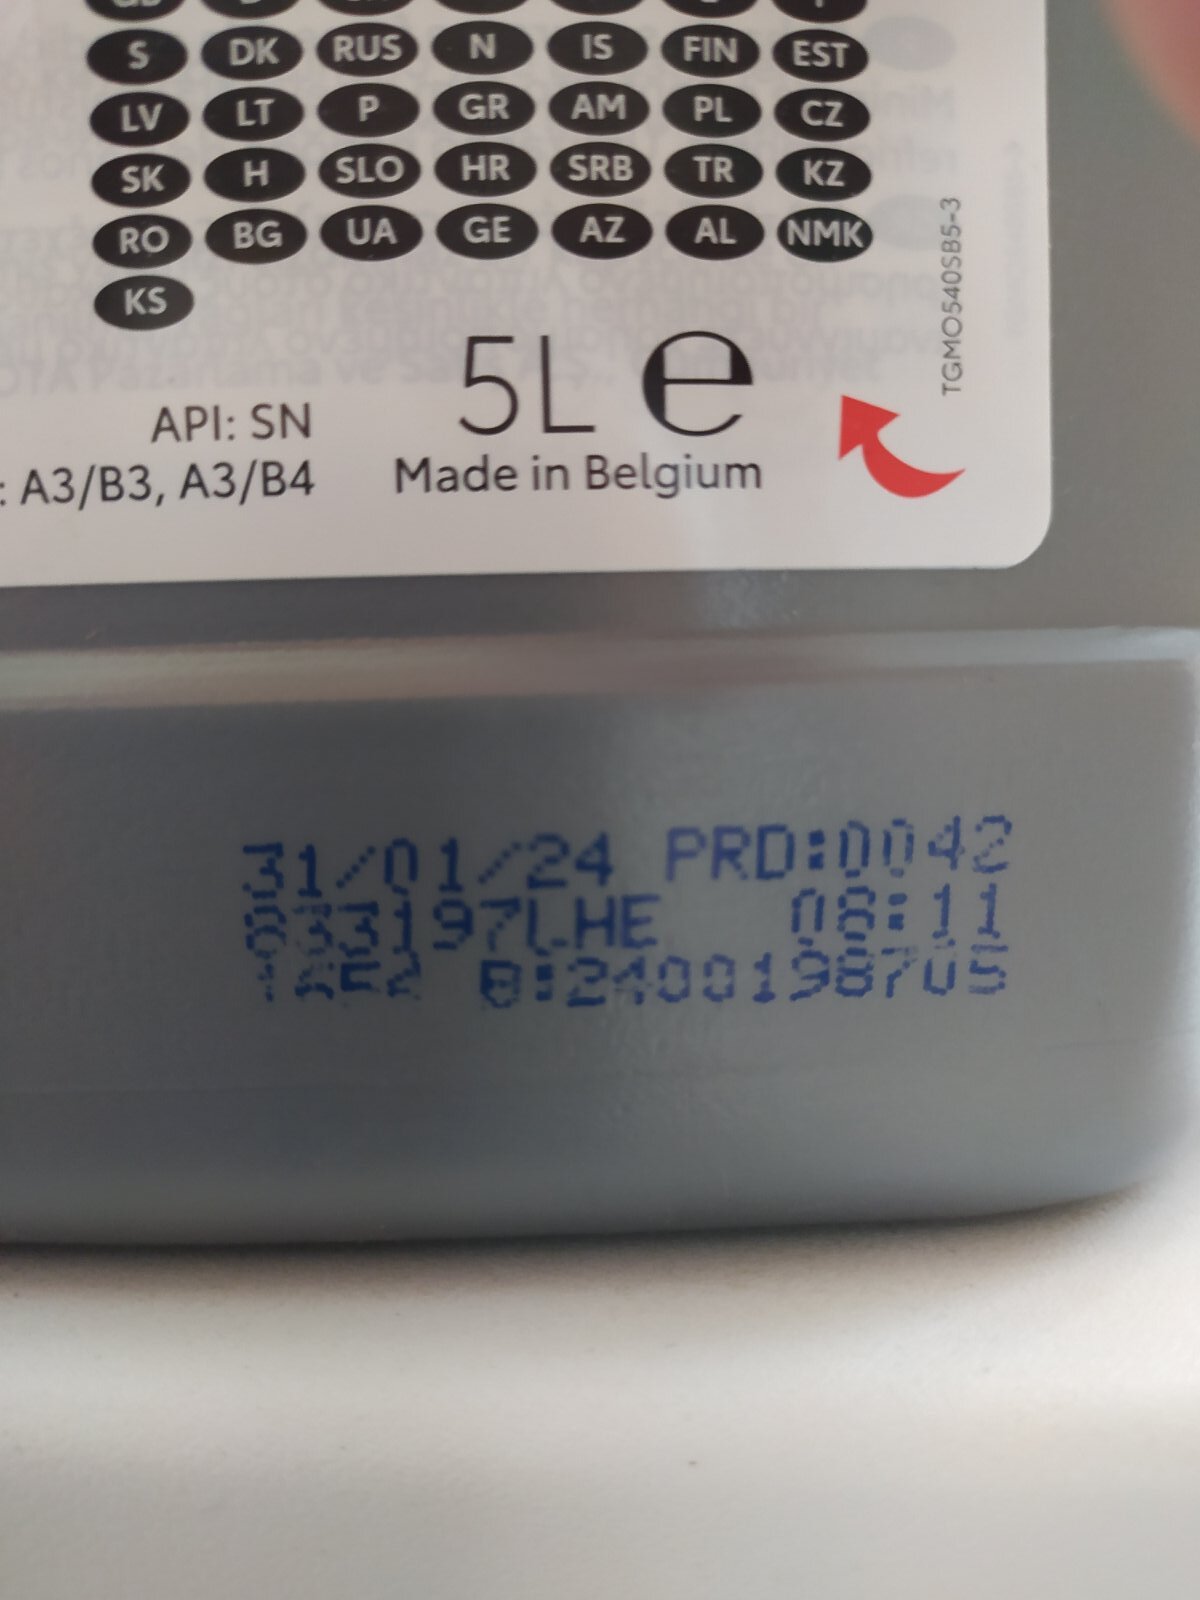 S DK RUS N IS FIN EST
LV LT P GR AM PL CZ
SK H SLO HR SRB TR KZ
RO BG UA GE AZ AL NMK
KS
TGMO540SB5-3
5L e
API: SN
: A3/B3, A3/B4
Made in Belgium
31/01/24 PRD:0042
08:11